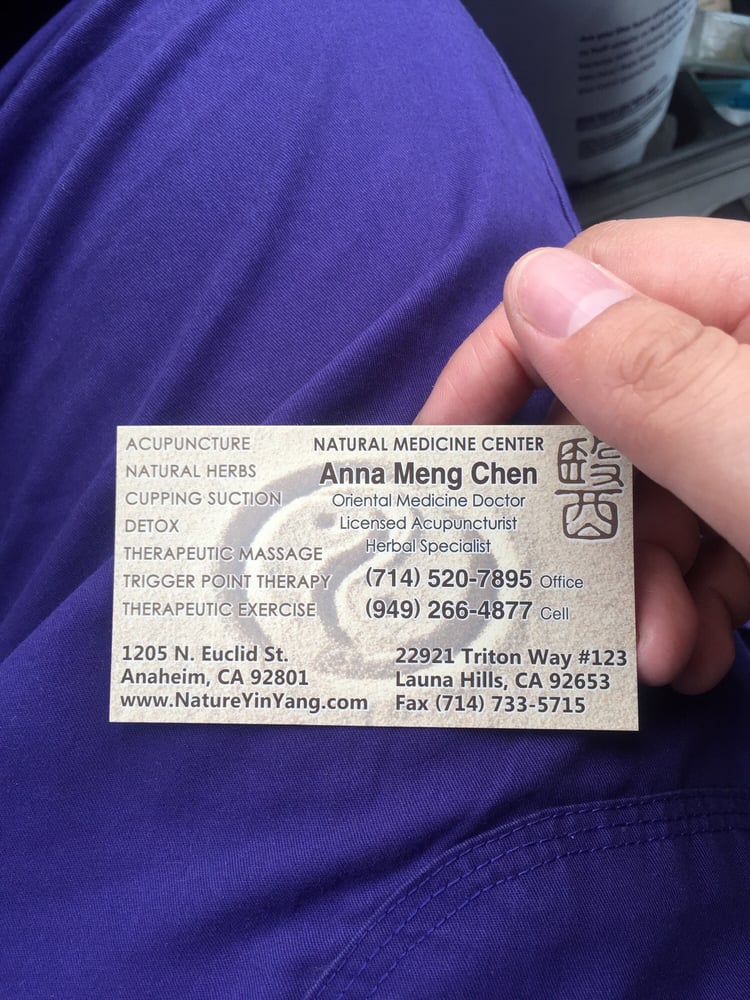 ACUPUNCTURE
NATURAL HERBS
CUPPING SUCTION
DETOX
THERAPEUTIC MASSAGE
TRIGGER POINT THERAPY
THERAPEUTIC EXERCISE
NATURAL MEDICINE CENTER
Anna Meng Chen
Oriental Medicine Doctor
Licensed Acupuncturist
Herbal Specialist
(714) 520-7895 Office
(949) 266-4877 Cell
醫
1205 N. Euclid St.
Anaheim, CA 92801
www.NatureYinYang.com
22921 Triton Way #123
Launa Hills, CA 92653
Fax (714) 733-5715